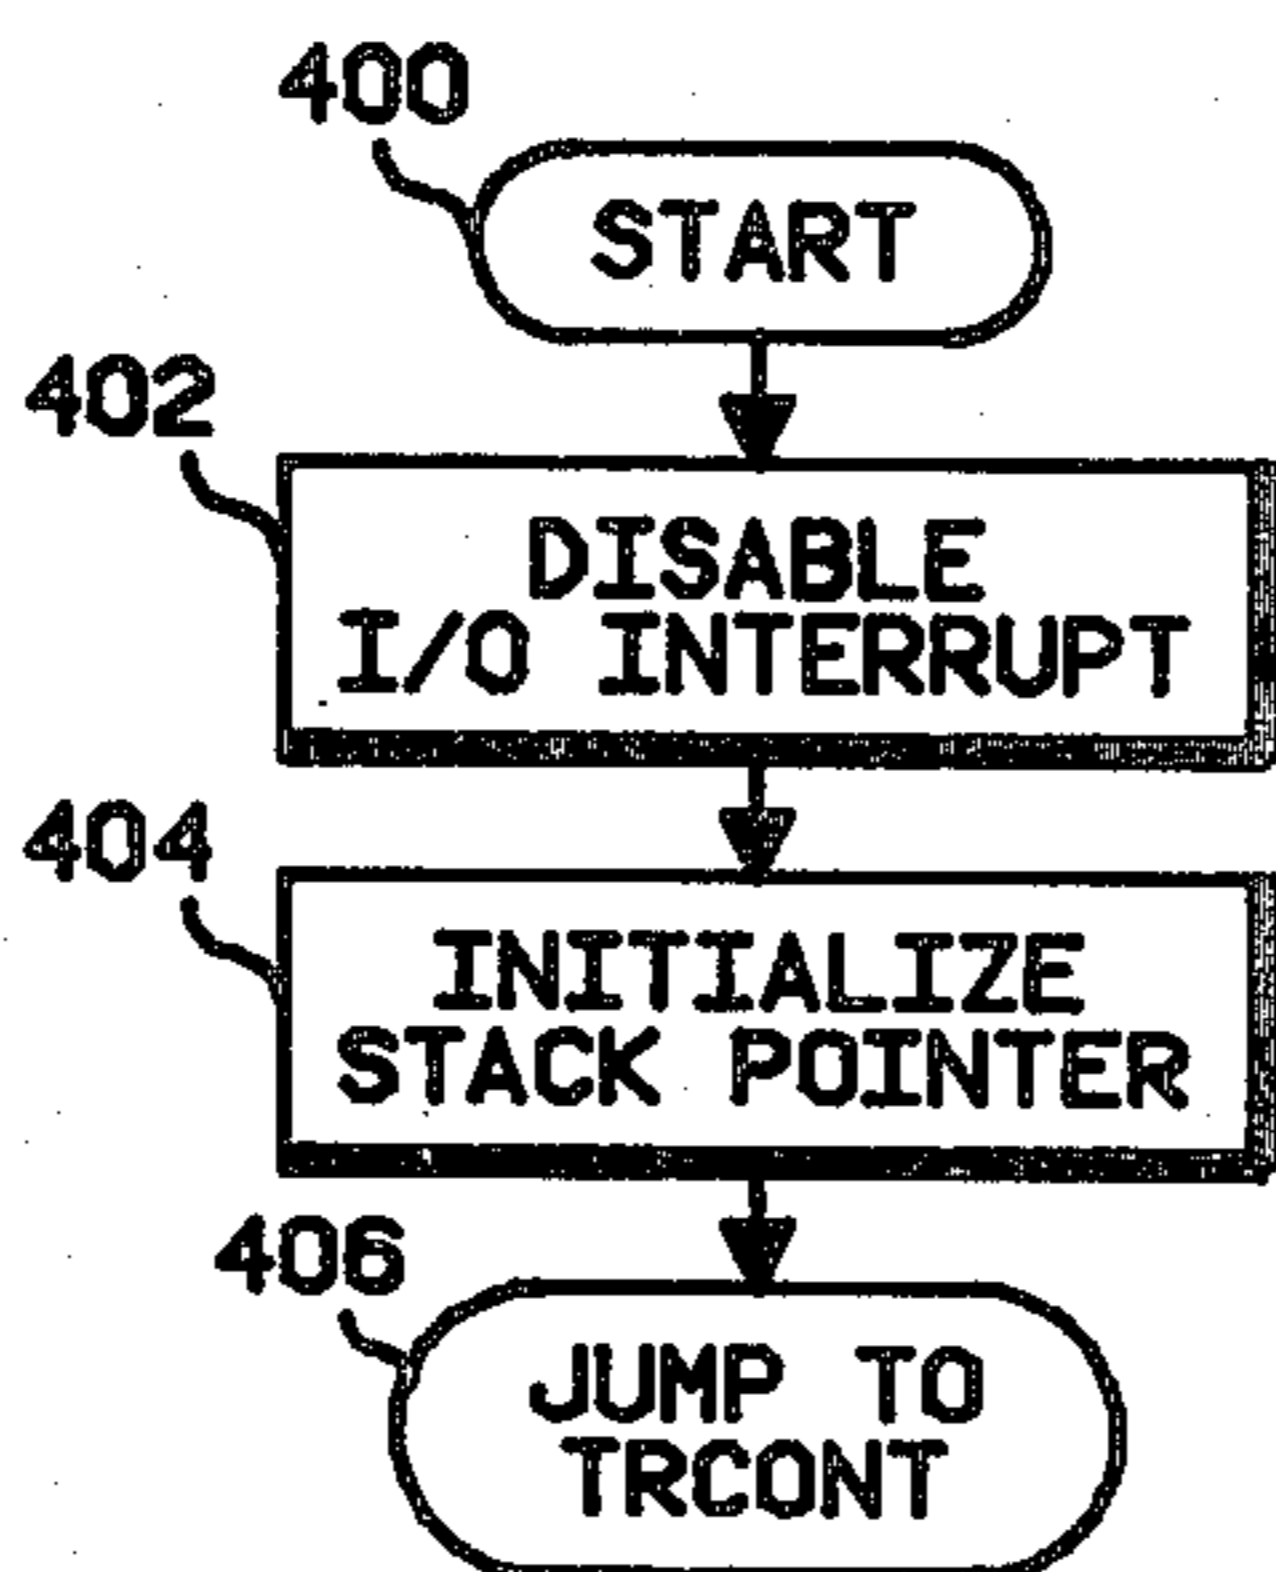 400
START
402
DISABLE
I/O INTERRUPT
404
INITIALIZE
STACK POINTER
406
JUMP TO
TRCONT